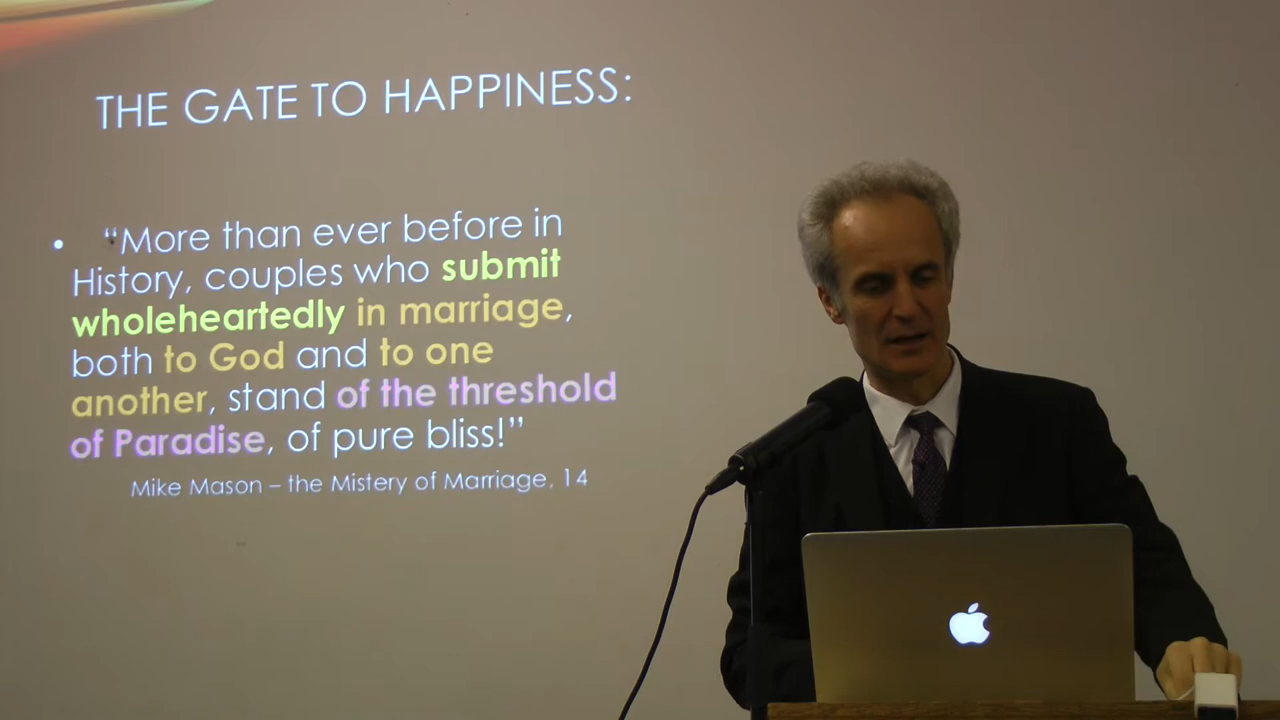 THE GATE TO HAPPINESS:
• “More than ever before in
History, couples who submit
wholeheartedly in marriage,
both to God and to one
another, stand of the threshold
of Paradise, of pure bliss!”
Mike Mason – the Mistery of Marriage, 14